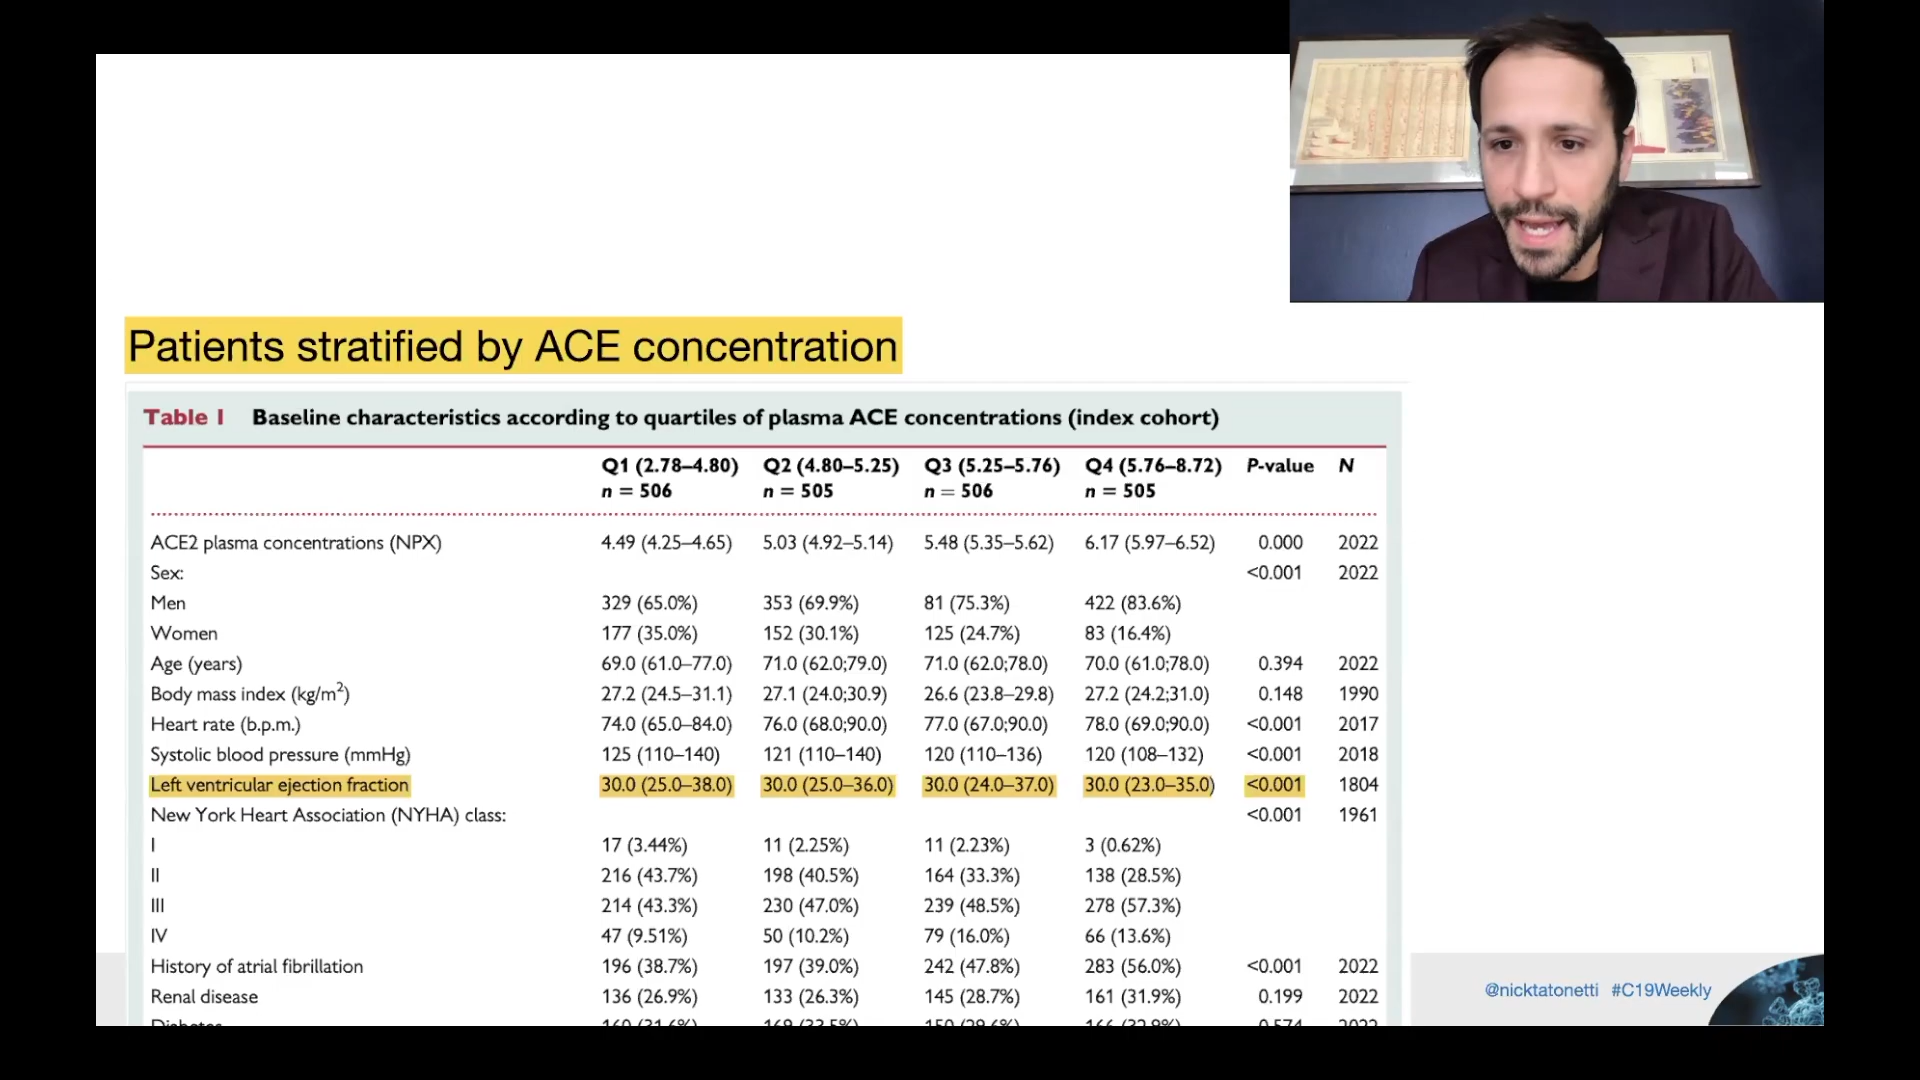 Patients stratified by ACE concentration
Table 1 Baseline characteristics according to quartiles of plasma ACE concentrations (index cohort)
Q1 (2.78–4.80) Q2 (4.80–5.25) Q3 (5.25–5.76) Q4 (5.76–8.72) P-value N
n = 506 n = 505 n = 506 n = 505
ACE2 plasma concentrations (NPX) 4.49 (4.25–4.65) 5.03 (4.92–5.14) 5.48 (5.35–5.62) 6.17 (5.97–6.52) 0.000 2022
Sex: <0.001 2022
Men 329 (65.0%) 353 (69.9%) 81 (75.3%) 422 (83.6%)
Women 177 (35.0%) 152 (30.1%) 125 (24.7%) 83 (16.4%)
Age (years) 69.0 (61.0–77.0) 71.0 (62.0;79.0) 71.0 (62.0;78.0) 70.0 (61.0;78.0) 0.394 2022
Body mass index (kg/m²) 27.2 (24.5–31.1) 27.1 (24.0;30.9) 26.6 (23.8–29.8) 27.2 (24.2;31.0) 0.148 1990
Heart rate (b.p.m.) 74.0 (65.0–84.0) 76.0 (68.0;90.0) 77.0 (67.0;90.0) 78.0 (69.0;90.0) <0.001 2017
Systolic blood pressure (mmHg) 125 (110–140) 121 (110–140) 120 (110–136) 120 (108–132) <0.001 2018
Left ventricular ejection fraction 30.0 (25.0–38.0) 30.0 (25.0–36.0) 30.0 (24.0–37.0) 30.0 (23.0–35.0) <0.001 1804
New York Heart Association (NYHA) class: <0.001 1961
I 17 (3.44%) 11 (2.25%) 11 (2.23%) 3 (0.62%)
II 216 (43.7%) 198 (40.5%) 164 (33.3%) 138 (28.5%)
III 214 (43.3%) 230 (47.0%) 239 (48.5%) 278 (57.3%)
IV 47 (9.51%) 50 (10.2%) 79 (16.0%) 66 (13.6%)
History of atrial fibrillation 196 (38.7%) 197 (39.0%) 242 (47.8%) 283 (56.0%) <0.001 2022
Renal disease 136 (26.9%) 133 (26.3%) 145 (28.7%) 161 (31.9%) 0.199 2022
Diabetes
@nicktatonetti #C19Weekly